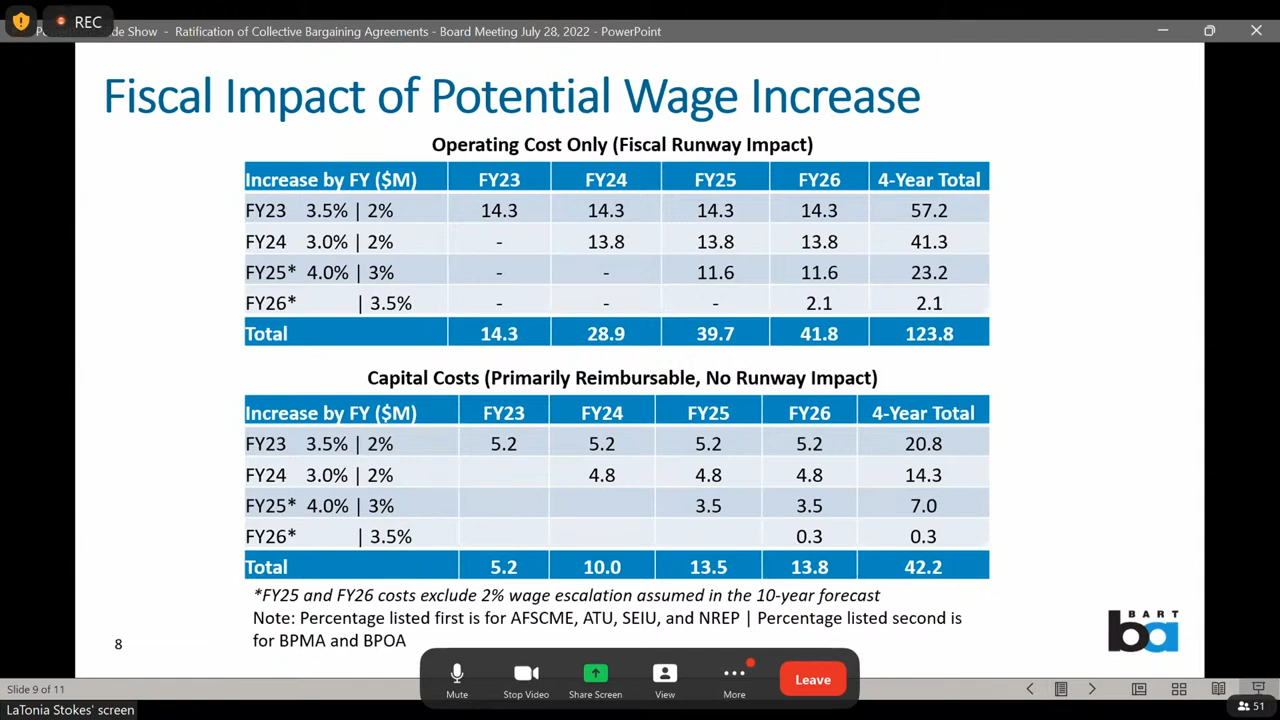 REC
de Show - Ratification of Collective Bargaining Agreements - Board Meeting July 28, 2022 - PowerPoint
Fiscal Impact of Potential Wage Increase
Operating Cost Only (Fiscal Runway Impact)
Increase by FY ($M) FY23 FY24 FY25 FY26 4-Year Total
FY23 3.5% | 2% 14.3 14.3 14.3 14.3 57.2
FY24 3.0% | 2% - 13.8 13.8 13.8 41.3
FY25* 4.0% | 3% - - 11.6 11.6 23.2
FY26* | 3.5% - - - 2.1 2.1
Total 14.3 28.9 39.7 41.8 123.8
Capital Costs (Primarily Reimbursable, No Runway Impact)
Increase by FY ($M) FY23 FY24 FY25 FY26 4-Year Total
FY23 3.5% | 2% 5.2 5.2 5.2 5.2 20.8
FY24 3.0% | 2% 4.8 4.8 4.8 14.3
FY25* 4.0% | 3% 3.5 3.5 7.0
FY26* | 3.5% 0.3 0.3
Total 5.2 10.0 13.5 13.8 42.2
*FY25 and FY26 costs exclude 2% wage escalation assumed in the 10-year forecast
Note: Percentage listed first is for AFSCME, ATU, SEIU, and NREP | Percentage listed second is
for BPMA and BPOA
8
BART
ba
Mute Stop Video Share Screen View More Leave
Slide 9 of 11
LaTonia Stokes' screen
51